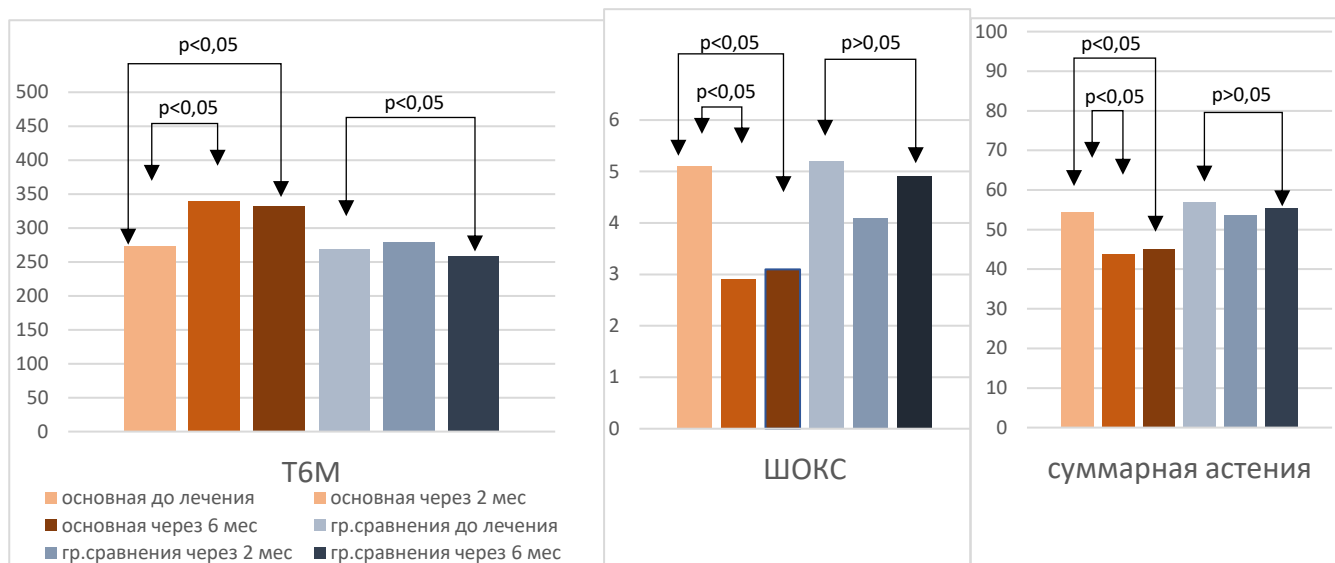 p<0,05
p<0,05
p<0,05
500
450
400
350
300
250
200
150
100
50
0
Т6М
основная до лечения
основная через 2 мес
основная через 6 мес
гр.сравнения до лечения
гр.сравнения через 2 мес
гр.сравнения через 6 мес
p<0,05
p>0,05
p<0,05
6
5
4
3
2
1
0
ШОКС
p<0,05
p<0,05
p>0,05
100
90
80
70
60
50
40
30
20
10
0
суммарная астения